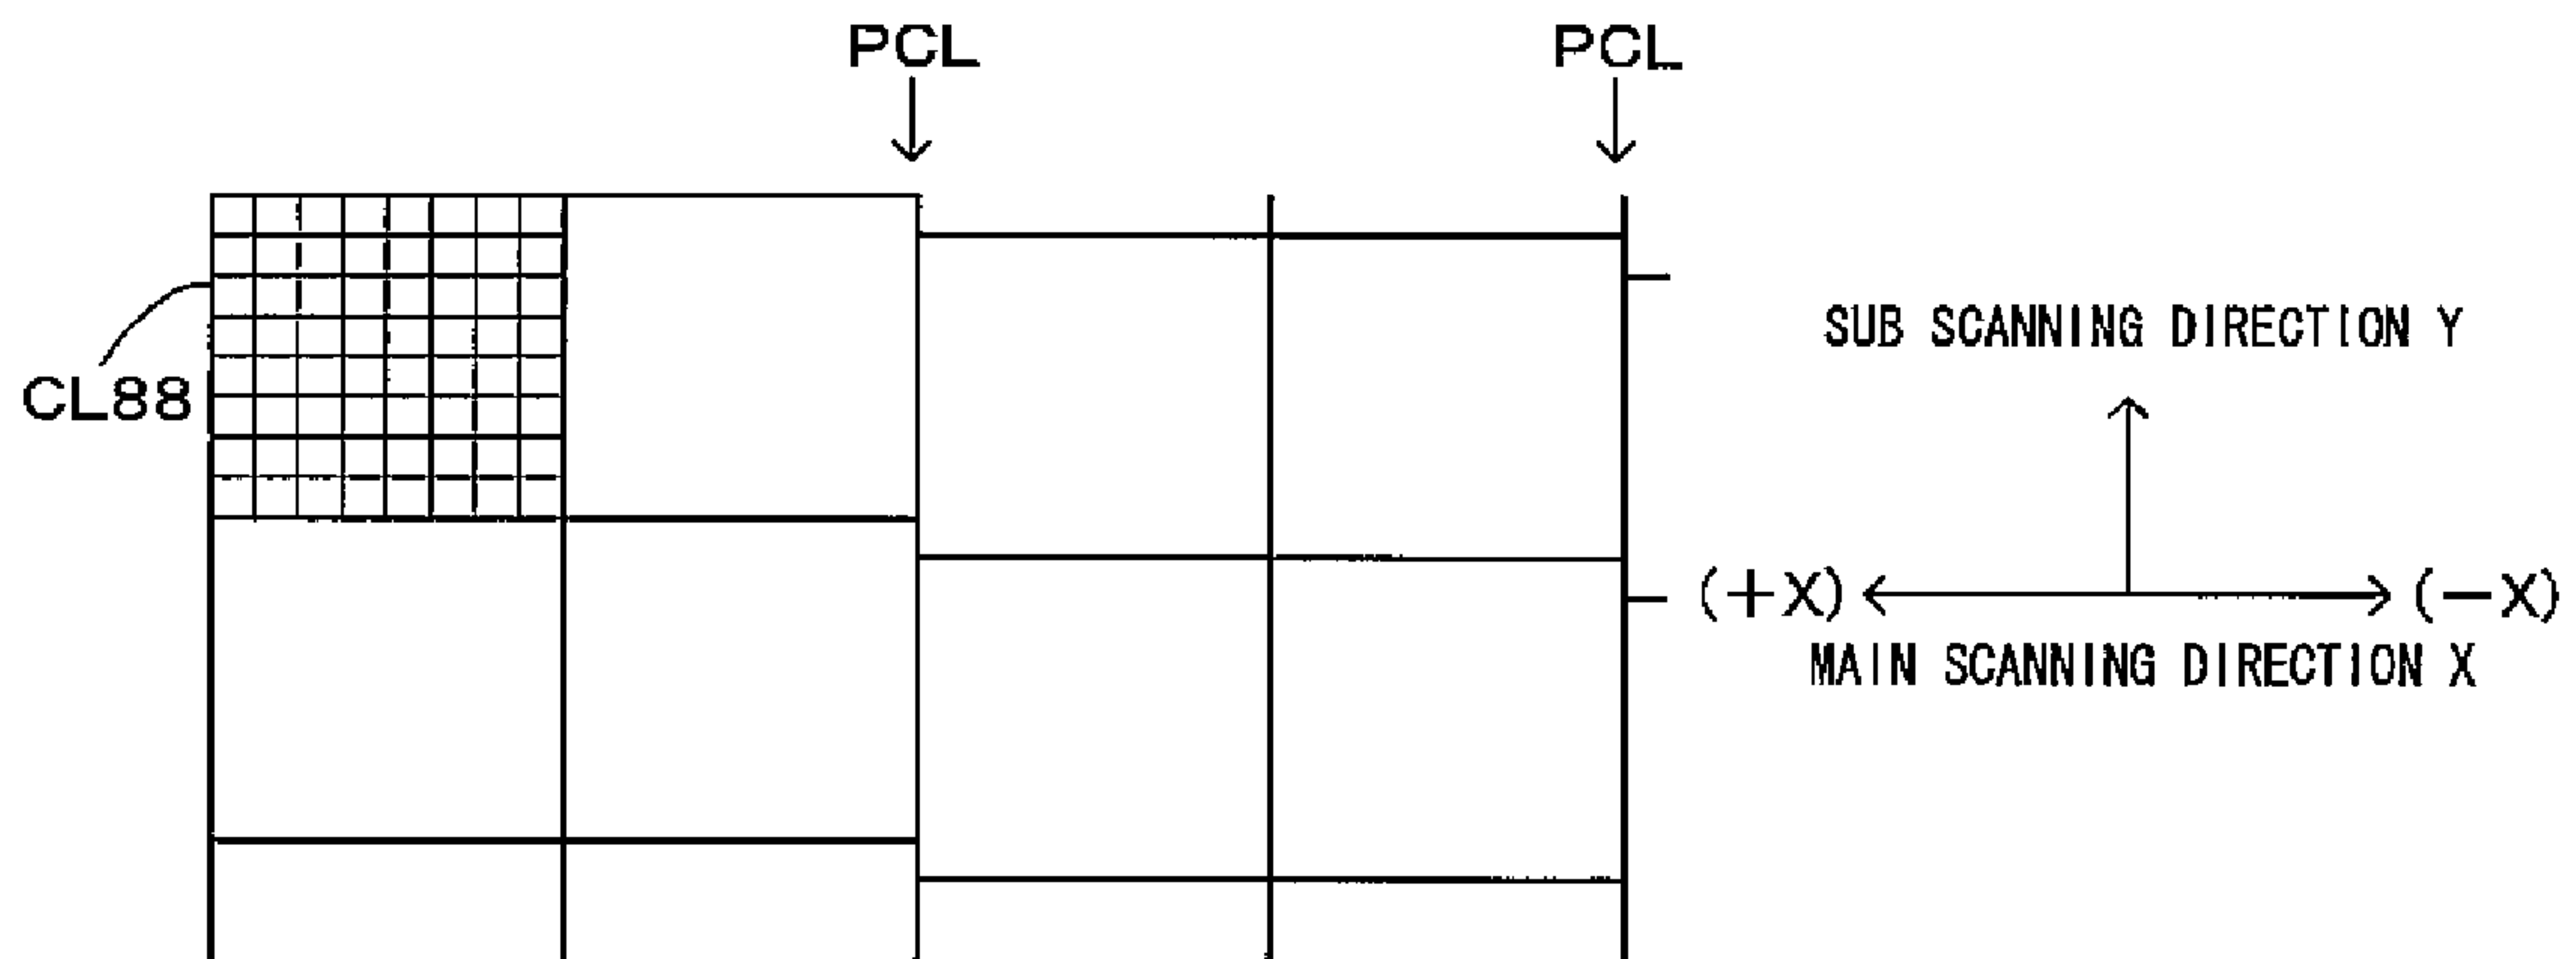 PCL PCL
SUB SCANNING DIRECTION Y
CL88
(+X) (−X)
MAIN SCANNING DIRECTION X